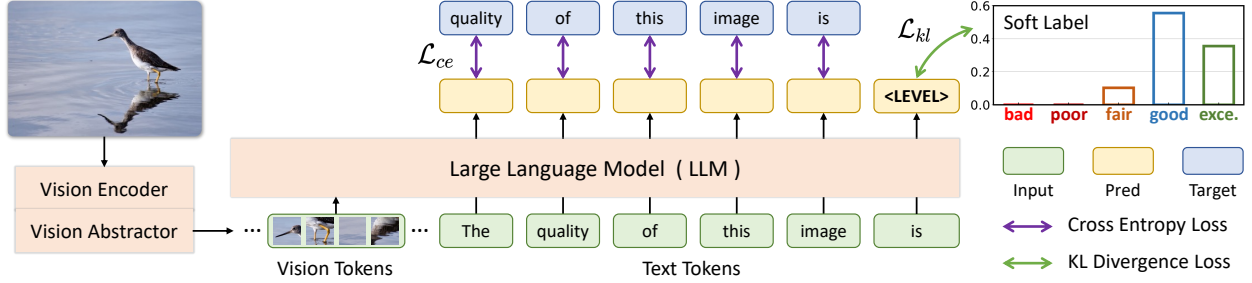 quality of this image is
ℒce
<LEVEL>
ℒkl
Soft Label
0.6
0.4
0.2
0.0
bad poor fair good exce.
Large Language Model ( LLM )
Vision Encoder
Vision Abstractor
...
...
The quality of this image is
Vision Tokens
Text Tokens
Input Pred Target
Cross Entropy Loss
KL Divergence Loss